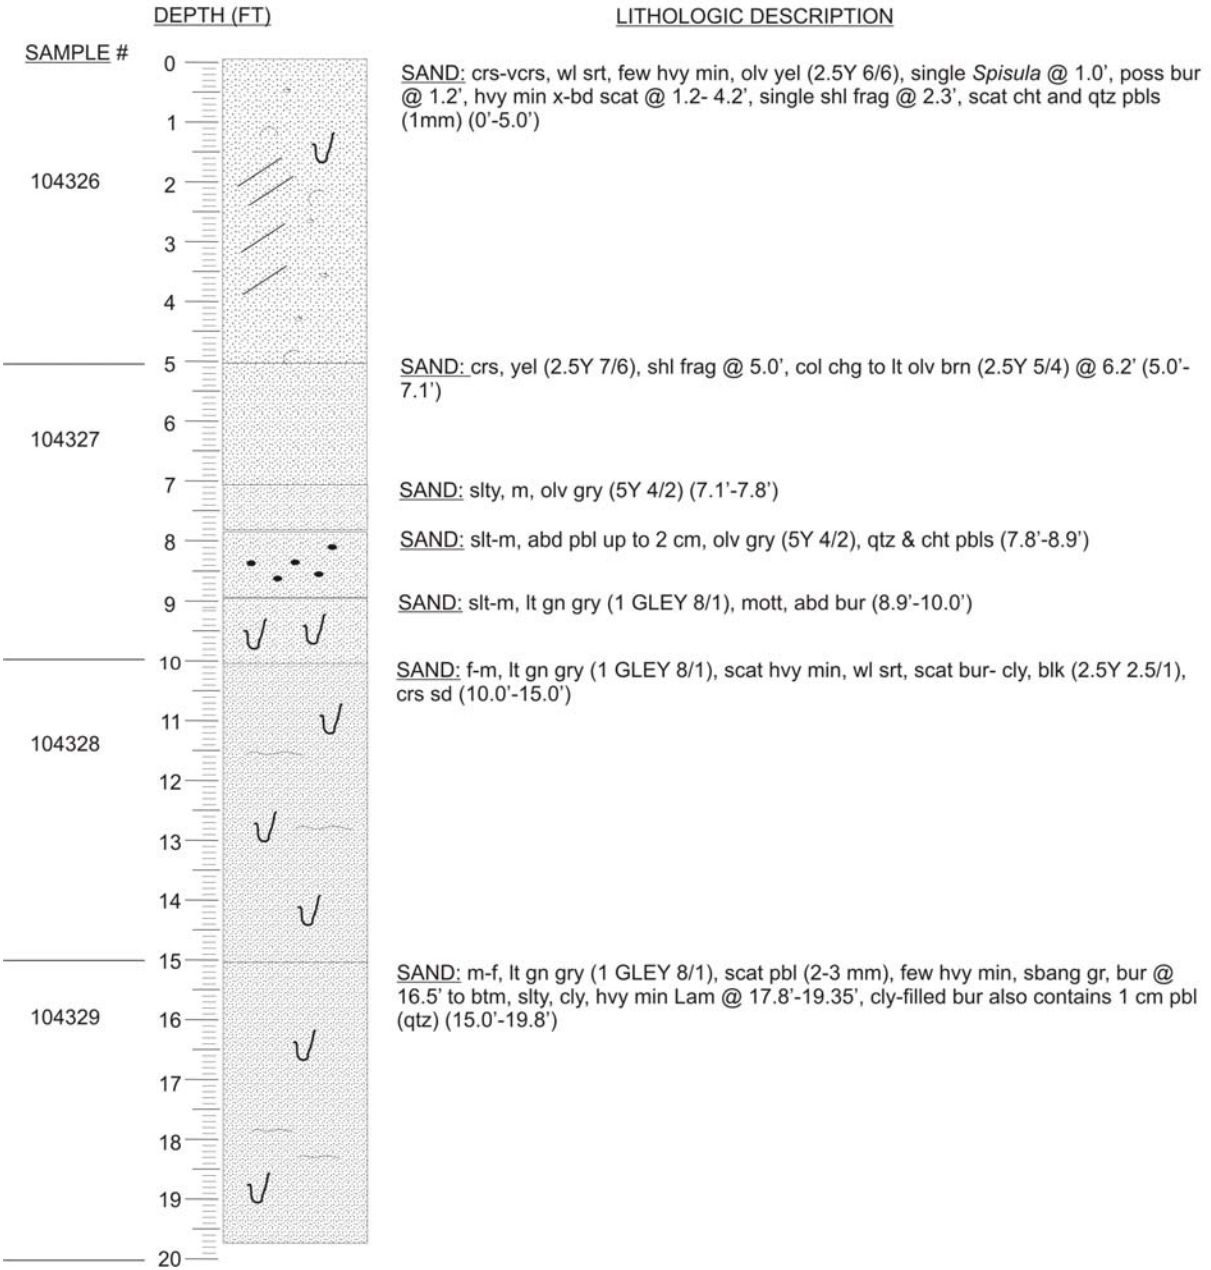 DEPTH (FT)
LITHOLOGIC DESCRIPTION
SAMPLE #
0
SAND: crs-vcrs, wl srt, few hvy min, olv yel (2.5Y 6/6), single Spisula @ 1.0’, poss bur
@ 1.2’, hvy min x-bd scat @ 1.2- 4.2’, single shl frag @ 2.3’, scat cht and qtz pbls
(1mm) (0’-5.0’)
1
104326
2
3
4
5
SAND: crs, yel (2.5Y 7/6), shl frag @ 5.0’, col chg to lt olv brn (2.5Y 5/4) @ 6.2’ (5.0’-
7.1’)
6
104327
7
SAND: slty, m, olv gry (5Y 4/2) (7.1’-7.8’)
8
SAND: slt-m, abd pbl up to 2 cm, olv gry (5Y 4/2), qtz & cht pbls (7.8’-8.9’)
9
SAND: slt-m, lt gn gry (1 GLEY 8/1), mott, abd bur (8.9’-10.0’)
10
SAND: f-m, lt gn gry (1 GLEY 8/1), scat hvy min, wl srt, scat bur- cly, blk (2.5Y 2.5/1),
crs sd (10.0’-15.0’)
11
104328
12
13
14
15
SAND: m-f, lt gn gry (1 GLEY 8/1), scat pbl (2-3 mm), few hvy min, sbang gr, bur @
16.5’ to btm, slty, cly, hvy min Lam @ 17.8’-19.35’, cly-filled bur also contains 1 cm pbl
(qtz) (15.0’-19.8’)
104329
16
17
18
19
20